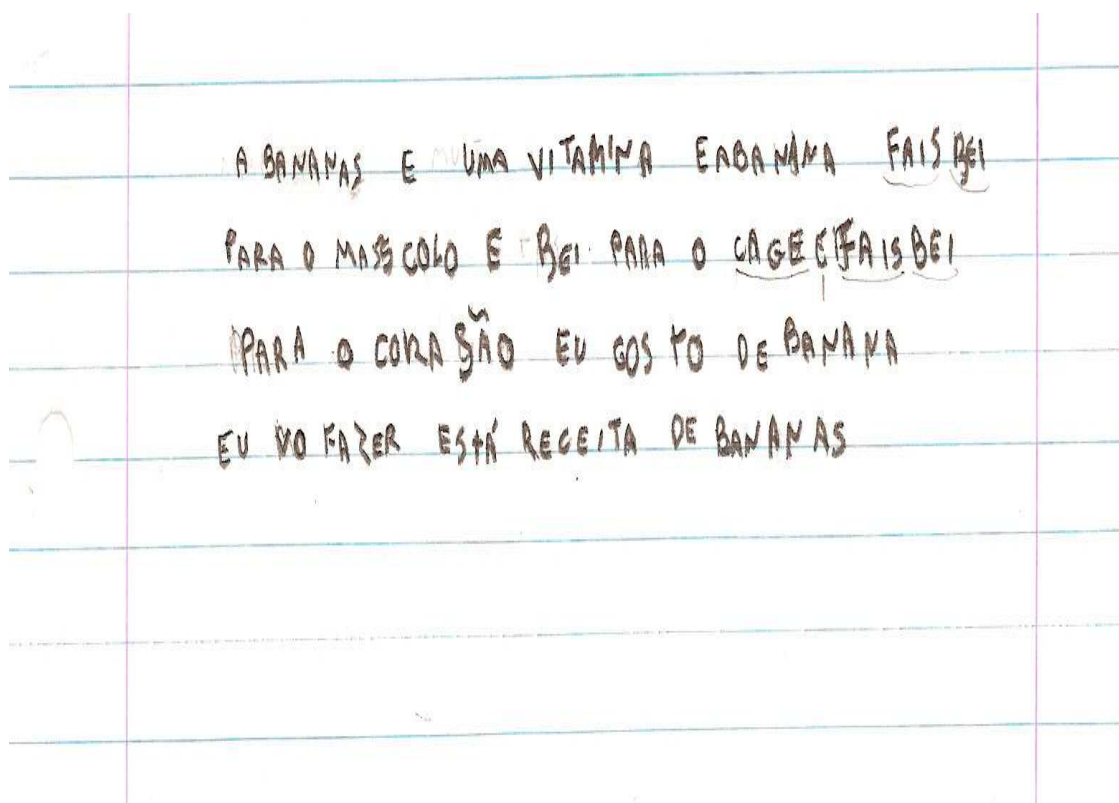 A BANANAS E UMA VITAMINA EABANANA FAIS BEI
PARA O MASSCOLO E BEI PARA O CAGE E FAIS BEI
PARA O CORASÃO EU GOSTO DE BANANA
EU VO FAZER ESTÁ RECEITA DE BANANAS